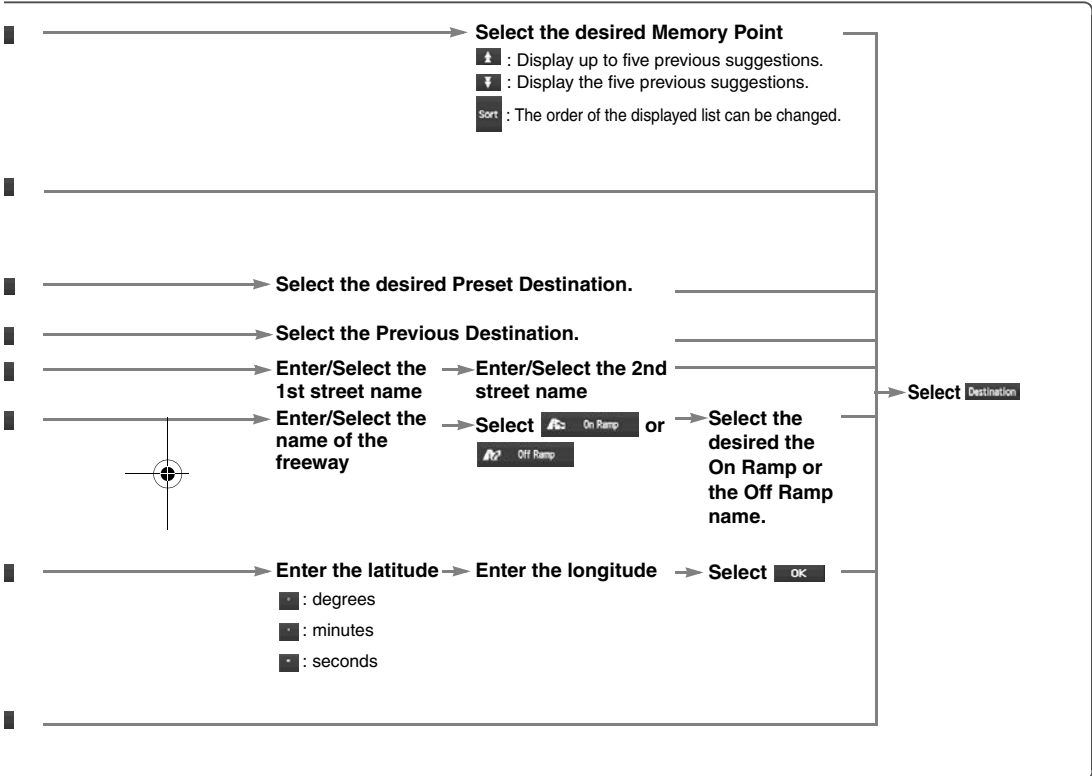 Select the desired Memory Point
: Display up to five previous suggestions.
: Display the five previous suggestions.
Sort : The order of the displayed list can be changed.
Select the desired Preset Destination.
Select the Previous Destination.
Enter/Select the
1st street name
Enter/Select the 2nd
street name
Enter/Select the
name of the
freeway
Select On Ramp or
Off Ramp
Select the
desired the
On Ramp or
the Off Ramp
name.
Select Destination
Enter the latitude
: degrees
: minutes
: seconds
Enter the longitude
Select OK